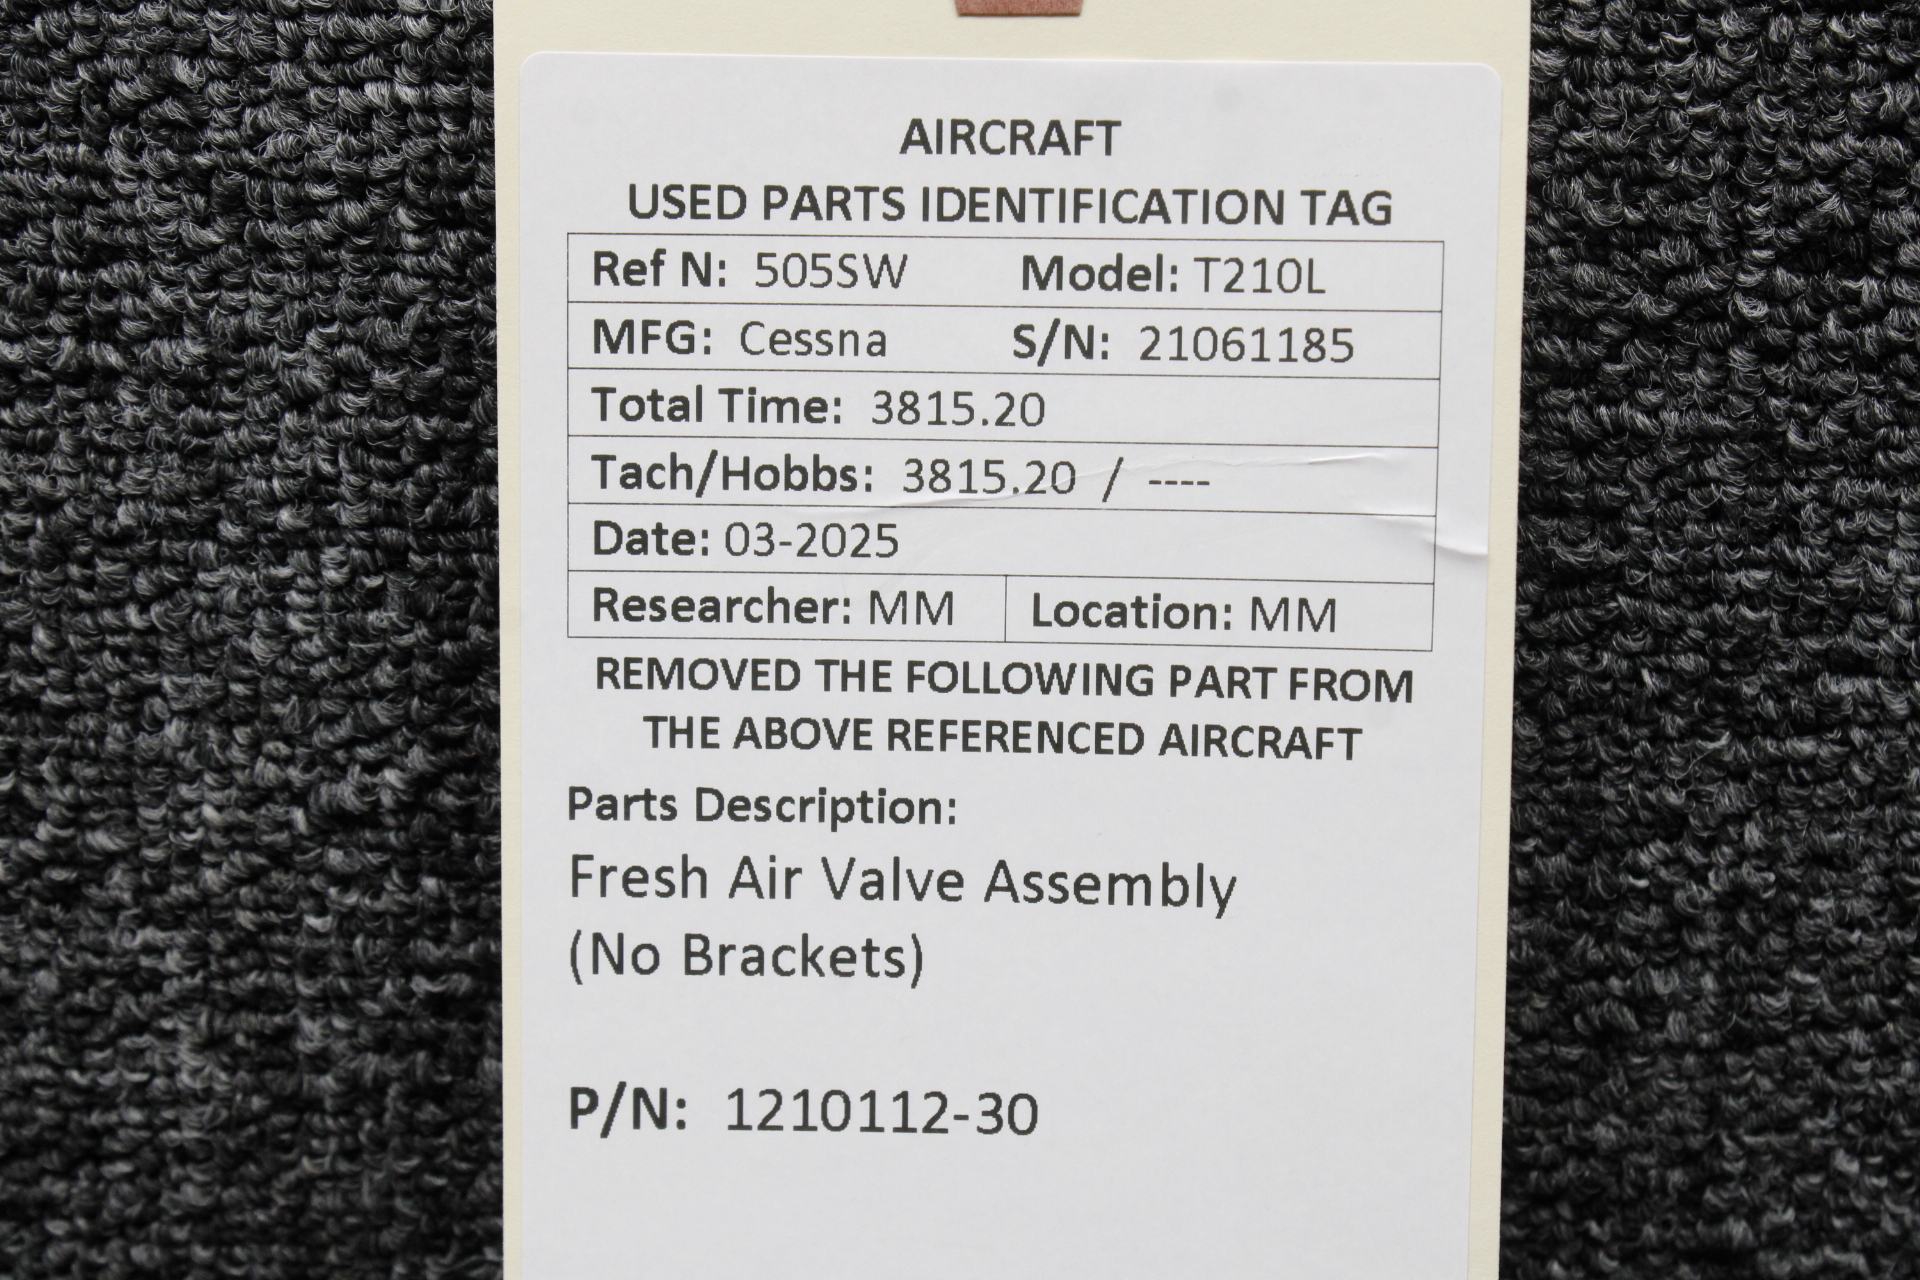 AIRCRAFT
USED PARTS IDENTIFICATION TAG
Ref N: 505SW Model: T210L
MFG: Cessna S/N: 21061185
Total Time: 3815.20
Tach/Hobbs: 3815.20 / ----
Date: 03-2025
Researcher: MM Location: MM
REMOVED THE FOLLOWING PART FROM
THE ABOVE REFERENCED AIRCRAFT
Parts Description:
Fresh Air Valve Assembly
(No Brackets)
P/N: 1210112-30